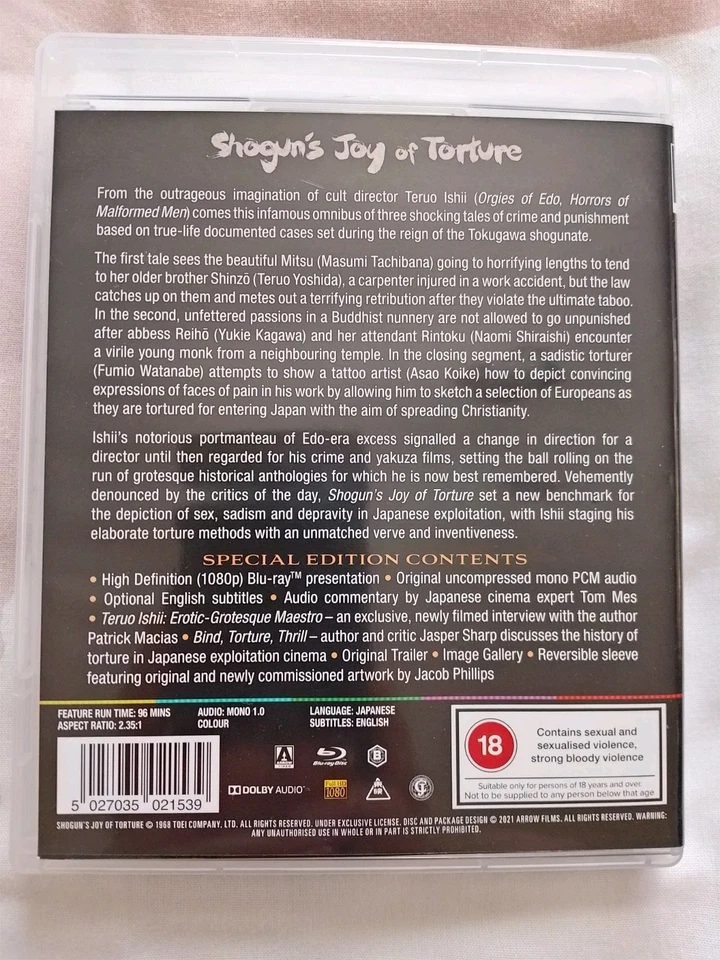 Shogun's Joy of Torture
From the outrageous imagination of cult director Teruo Ishii (Orgies of Edo, Horrors of
Malformed Men) comes this infamous omnibus of three shocking tales of crime and punishment
based on true-life documented cases set during the reign of the Tokugawa shogunate.
The first tale sees the beautiful Mitsu (Masumi Tachibana) going to horrifying lengths to tend
to her older brother Shinzō (Teruo Yoshida), a carpenter injured in a work accident, but the law
catches up on them and metes out a terrifying retribution after they violate the ultimate taboo.
In the second, unfettered passions in a Buddhist nunnery are not allowed to go unpunished
after abbess Reihō (Yukie Kagawa) and her attendant Rintoku (Naomi Shiraishi) encounter
a virile young monk from a neighbouring temple. In the closing segment, a sadistic torturer
(Fumio Watanabe) attempts to show a tattoo artist (Asao Koike) how to depict convincing
expressions of faces of pain in his work by allowing him to sketch a selection of Europeans as
they are tortured for entering Japan with the aim of spreading Christianity.
Ishii's notorious portmanteau of Edo-era excess signalled a change in direction for a
director until then regarded for his crime and yakuza films, setting the ball rolling on the
run of grotesque historical anthologies for which he is now best remembered. Vehemently
denounced by the critics of the day, Shogun's Joy of Torture set a new benchmark for
the depiction of sex, sadism and depravity in Japanese exploitation, with Ishii staging his
elaborate torture methods with an unmatched verve and inventiveness.
SPECIAL EDITION CONTENTS
• High Definition (1080p) Blu-ray™ presentation • Original uncompressed mono PCM audio
• Optional English subtitles • Audio commentary by Japanese cinema expert Tom Mes
• Teruo Ishii: Erotic-Grotesque Maestro – an exclusive, newly filmed interview with the author
Patrick Macias • Bind, Torture, Thrill – author and critic Jasper Sharp discusses the history of
torture in Japanese exploitation cinema • Original Trailer • Image Gallery • Reversible sleeve
featuring original and newly commissioned artwork by Jacob Phillips
FEATURE RUN TIME: 96 MINS
ASPECT RATIO: 2.35:1
AUDIO: MONO 1.0
COLOUR
LANGUAGE: JAPANESE
SUBTITLES: ENGLISH
18
Contains sexual and
sexualised violence,
strong bloody violence
Suitable only for persons of 18 years and over.
Not to be supplied to any person below that age
Blu-ray Disc
B
DOLBY AUDIO™
Full HD
1080
5 027035 021539
SHOGUN'S JOY OF TORTURE © 1968 TOEI COMPANY, LTD. ALL RIGHTS RESERVED. UNDER EXCLUSIVE LICENSE. DISC AND PACKAGE DESIGN © 2021 ARROW FILMS. ALL RIGHTS RESERVED. WARNING:
ANY UNAUTHORISED USE IN WHOLE OR IN PART IS STRICTLY PROHIBITED.